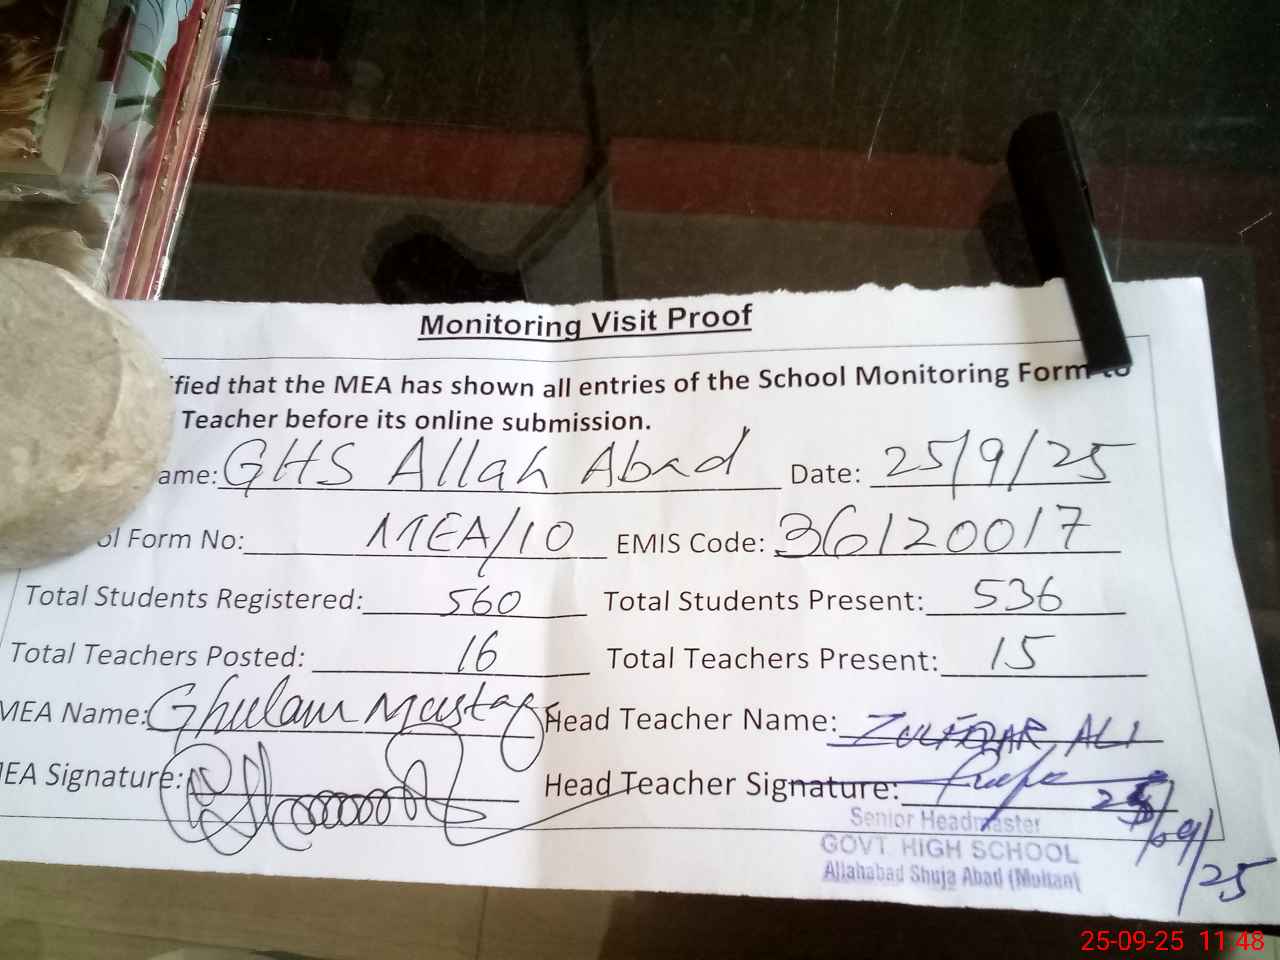 Monitoring Visit Proof
ified that the MEA has shown all entries of the School Monitoring Form to
Teacher before its online submission.
ame: GHS Allah Abad Date: 25/9/25
ol Form No: MEA/10 EMIS Code: 36120017
Total Students Registered: 560 Total Students Present: 536
Total Teachers Posted: 16 Total Teachers Present: 15
MEA Name: Ghulam Mustaf Head Teacher Name: ZULFIQAR ALI
EA Signature: Head Teacher Signature:
25/09/25
Senior Headmaster
GOVT. HIGH SCHOOL
Allahabad Shuja Abad (Multan)
25-09-25 11:48